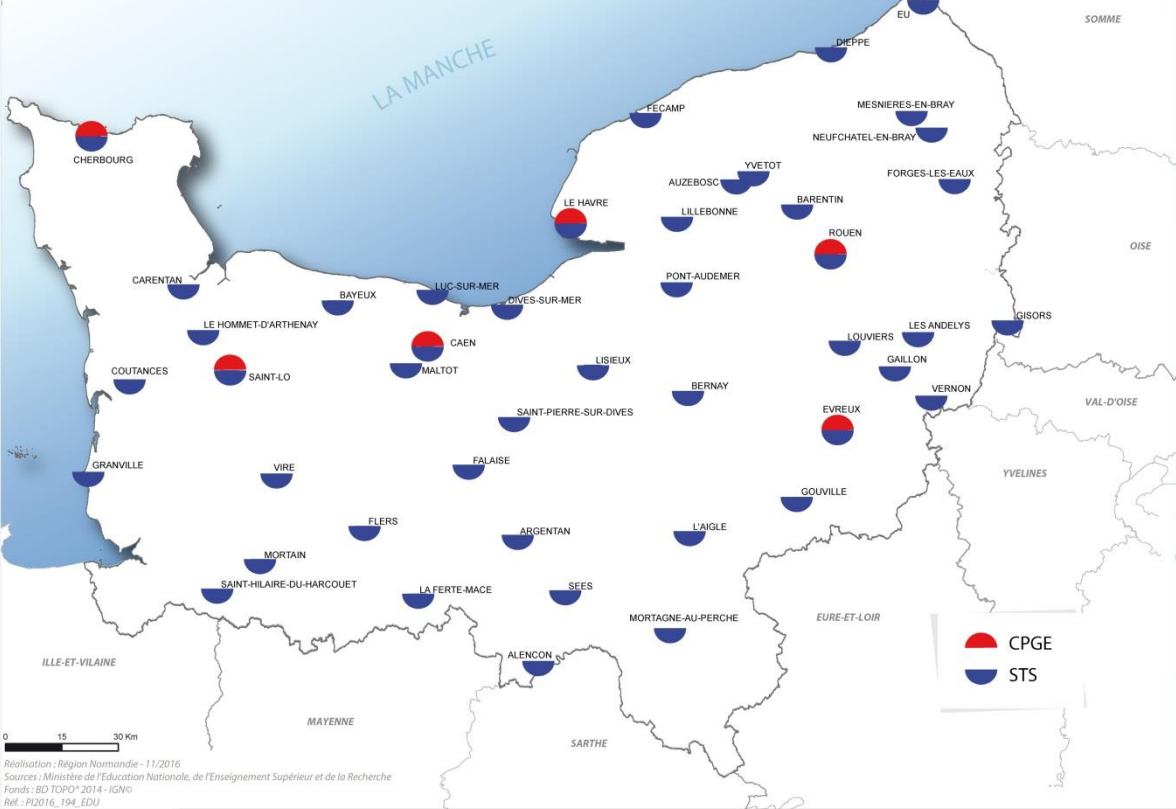 EU
SOMME
DIEPPE
LA MANCHE
FECAMP
MESNIERES-EN-BRAY
NEUFCHATEL-EN-BRAY
CHERBOURG
YVETOT
AUZEBOSC
FORGES-LES-EAUX
LE HAVRE
LILLEBONNE
BARENTIN
ROUEN
OISE
CARENTAN
PONT-AUDEMER
LUC-SUR-MER
BAYEUX
DIVES-SUR-MER
GISORS
LE HOMMET-D'ARTHENAY
LES ANDELYS
LOUVIERS
CAEN
COUTANCES
SAINT-LO
MALTOT
LISIEUX
GAILLON
BERNAY
VERNON
VAL-D'OISE
SAINT-PIERRE-SUR-DIVES
EVREUX
GRANVILLE
VIRE
FALAISE
YVELINES
GOUVILLE
FLERS
ARGENTAN
L'AIGLE
MORTAIN
SAINT-HILAIRE-DU-HARCOUET
LA FERTE-MACE
SEES
MORTAGNE-AU-PERCHE
EURE-ET-LOIR
CPGE
STS
ILLE-ET-VILAINE
ALENCON
MAYENNE
SARTHE
0 15 30 Km
Réalisation : Région Normandie - 11/2016
Sources : Ministère de l'Education Nationale, de l'Enseignement Supérieur et de la Recherche
Fonds : BD TOPO® 2014 - IGN©
Réf. : PI2016_194_EDU